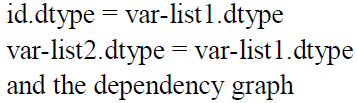 id.dtype = var-list1.dtype
var-list2.dtype = var-list1.dtype
and the dependency graph